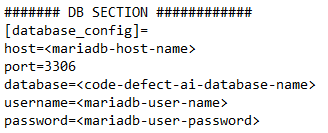 ####### DB SECTION ############
[database_config]=
host=<mariadb-host-name>
port=3306
database=<code-defect-ai-database-name>
username=<mariadb-user-name>
password=<mariadb-user-password>